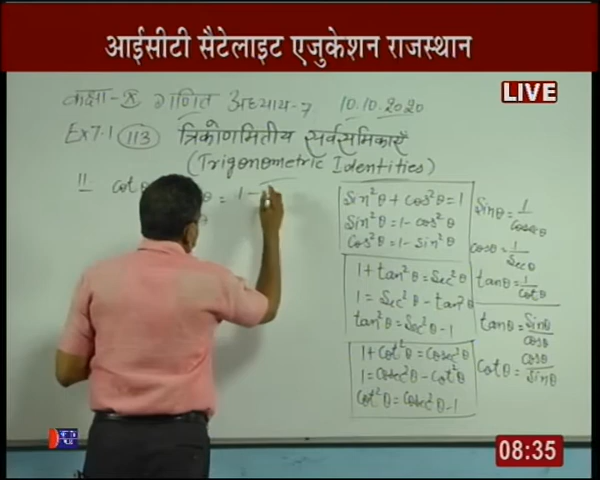 आईसीटी सैटेलाइट एजुकेशन राजस्थान
LIVE
कक्षा-X गणित अध्याय-7 10.10.2020
Ex7.1 113 त्रिकोणमितीय सर्वसमिकाएँ
(Trigonometric Identities)
11 cot θ = 1 -
sin²θ + cos²θ = 1
sin²θ = 1 - cos²θ
cos²θ = 1 - sin²θ
1 + tan²θ = sec²θ
1 = sec²θ - tan²θ
tan²θ = sec²θ - 1
1 + cot²θ = cosec²θ
1 = cosec²θ - cot²θ
cot²θ = cosec²θ - 1
sinθ = 1/cosecθ
cosθ = 1/secθ
tanθ = 1/cotθ
tanθ = sinθ/cosθ
cotθ = cosθ/sinθ
08:35